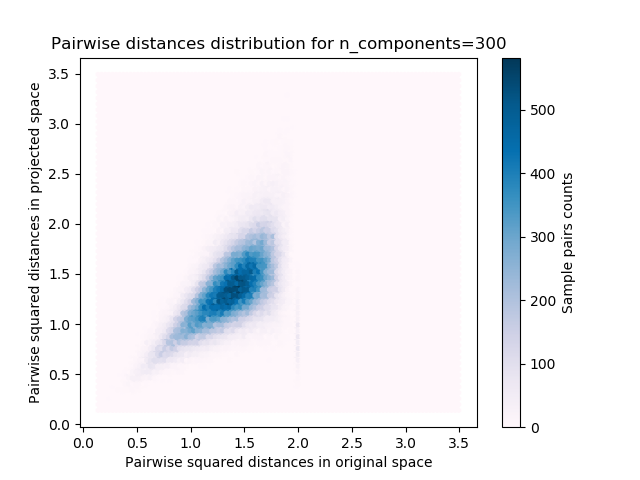 Pairwise distances distribution for n_components=300
Pairwise squared distances in projected space
3.5
3.0
2.5
2.0
1.5
1.0
0.5
0.0
0.0 0.5 1.0 1.5 2.0 2.5 3.0 3.5
Pairwise squared distances in original space
500
400
300
200
100
0
Sample pairs counts